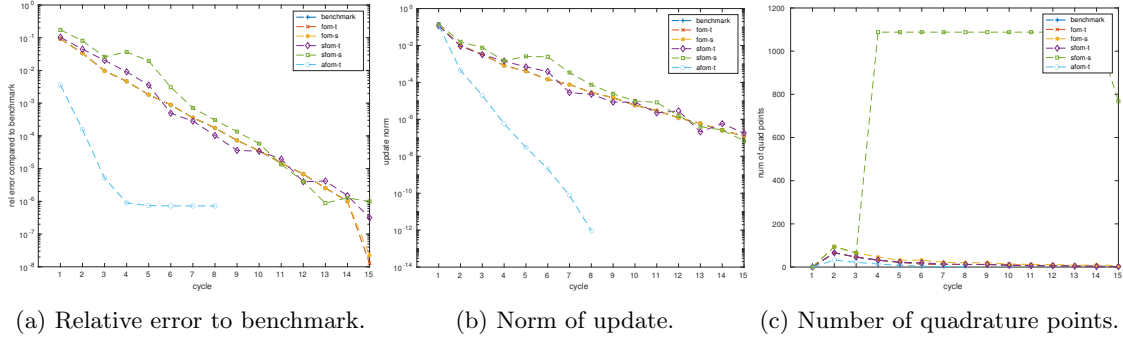 rel error compared to benchmark
10^0
10^-1
10^-2
10^-3
10^-4
10^-5
10^-6
10^-7
10^-8
1 2 3 4 5 6 7 8 9 10 11 12 13 14 15
cycle
benchmark
fom-t
fom-s
sfom-t
sfom-s
afom-t
(a) Relative error to benchmark.
update norm
10^0
10^-2
10^-4
10^-6
10^-8
10^-10
10^-12
10^-14
1 2 3 4 5 6 7 8 9 10 11 12 13 14 15
cycle
benchmark
fom-t
fom-s
sfom-t
sfom-s
afom-t
(b) Norm of update.
num of quad points
1200
1000
800
600
400
200
0
1 2 3 4 5 6 7 8 9 10 11 12 13 14 15
cycle
benchmark
fom-t
fom-s
sfom-t
sfom-s
afom-t
(c) Number of quadrature points.